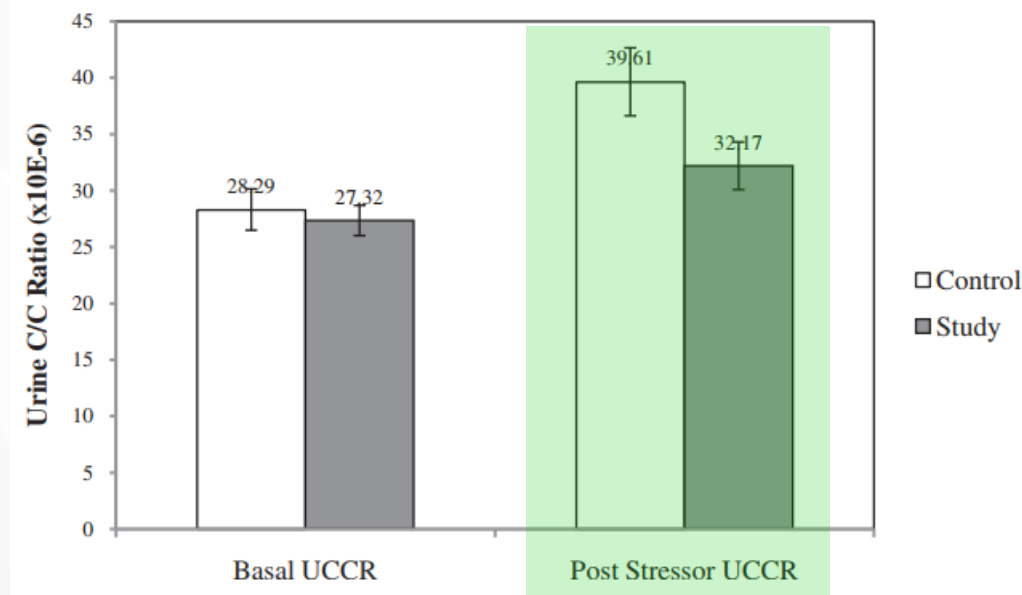 Urine C/C Ratio (x10E-6)
45
40
35
30
25
20
15
10
5
0
28.29
27.32
39.61
32.17
Basal UCCR
Post Stressor UCCR
Control
Study